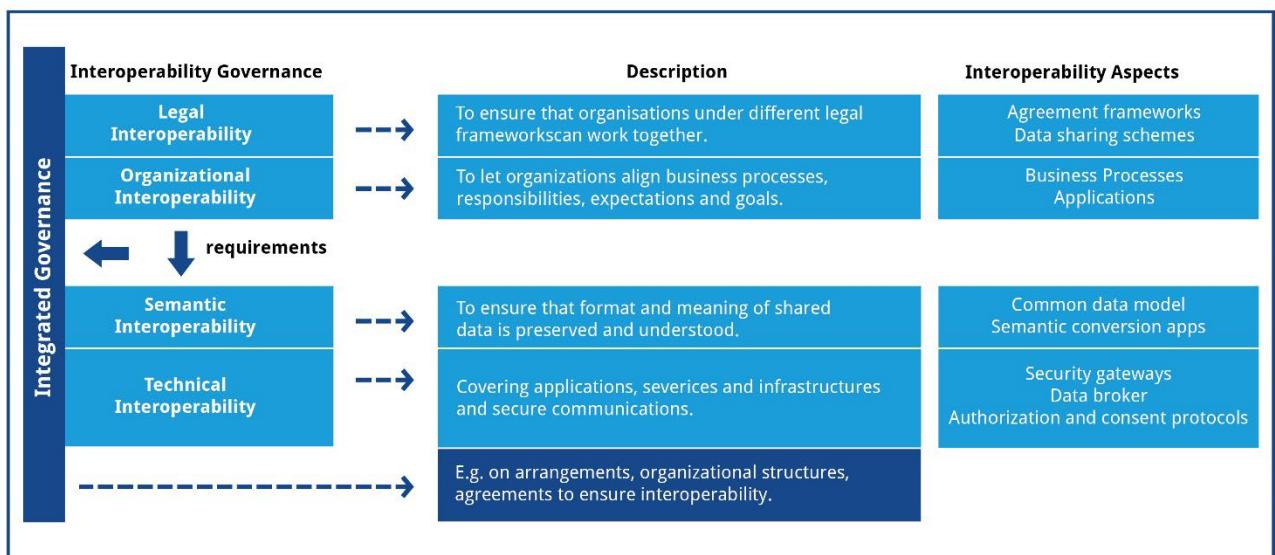 Integrated Governance
Interoperability Governance
Description
Interoperability Aspects
Legal
Interoperability
To ensure that organisations under different legal
frameworkscan work together.
Agreement frameworks
Data sharing schemes
Organizational
Interoperability
To let organizations align business processes,
responsibilities, expectations and goals.
Business Processes
Applications
requirements
Semantic
Interoperability
To ensure that format and meaning of shared
data is preserved and understood.
Common data model
Semantic conversion apps
Technical
Interoperability
Covering applications, severices and infrastructures
and secure communications.
Security gateways
Data broker
Authorization and consent protocols
E.g. on arrangements, organizational structures,
agreements to ensure interoperability.